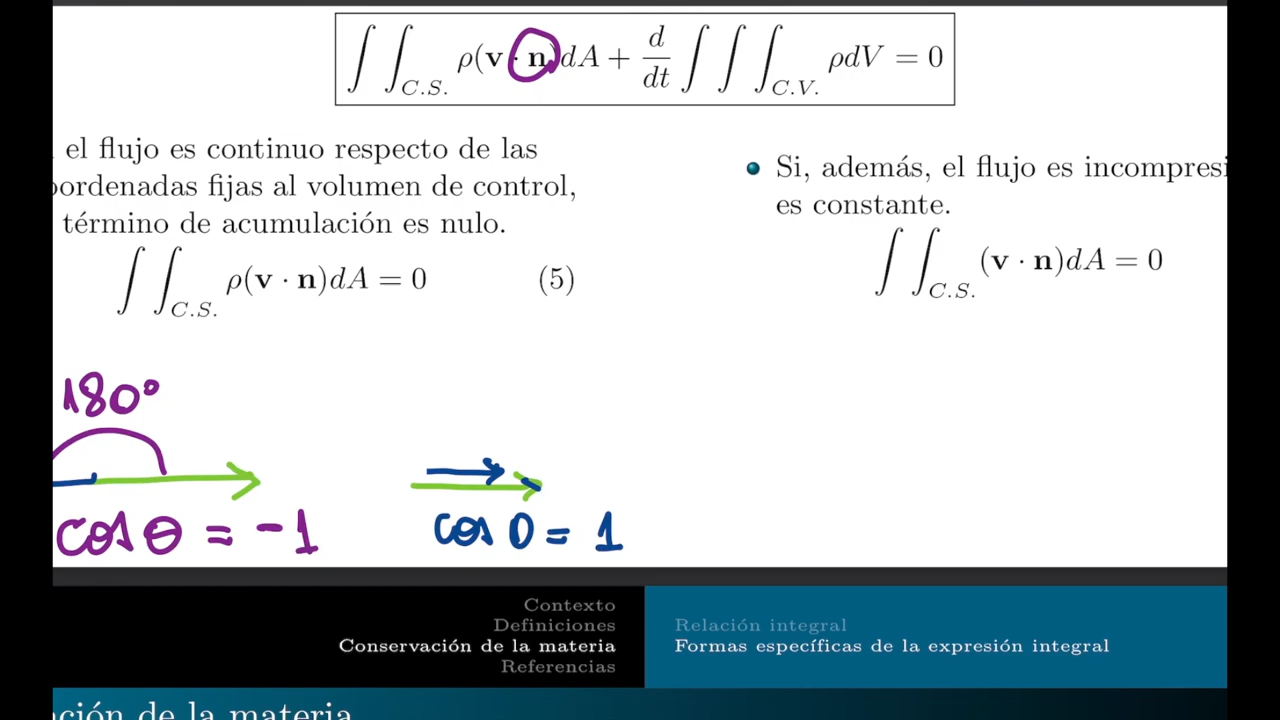 ∫∫_{C.S.} ρ(v · n)dA + d/dt ∫∫∫_{C.V.} ρdV = 0
el flujo es continuo respecto de las
ordenadas fijas al volumen de control,
término de acumulación es nulo.
∫∫_{C.S.} ρ(v · n)dA = 0 (5)
Si, además, el flujo es incompresi
es constante.
∫∫_{C.S.} (v · n)dA = 0
180°
cos θ = -1
cos 0 = 1
Contexto
Definiciones
Conservación de la materia
Referencias
Relación integral
Formas específicas de la expresión integral
ación de la materia